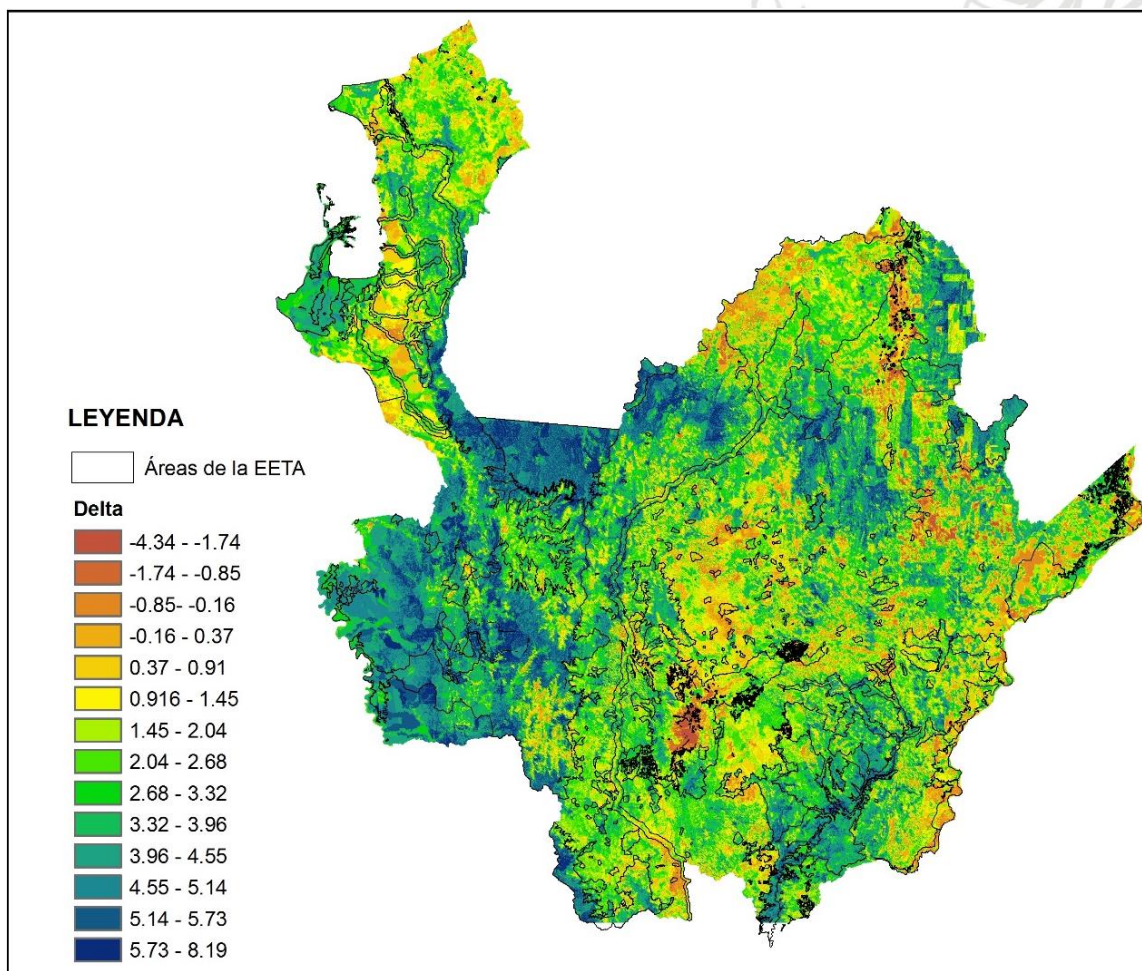 LEYENDA
Áreas de la EETA
Delta
-4.34 - -1.74
-1.74 - -0.85
-0.85- -0.16
-0.16 - 0.37
0.37 - 0.91
0.916 - 1.45
1.45 - 2.04
2.04 - 2.68
2.68 - 3.32
3.32 - 3.96
3.96 - 4.55
4.55 - 5.14
5.14 - 5.73
5.73 - 8.19